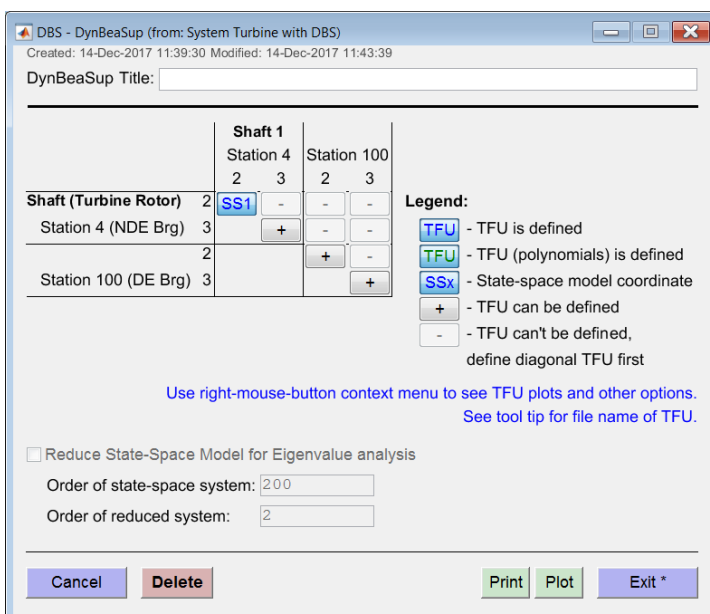 DBS - DynBeaSup (from: System Turbine with DBS)
Created: 14-Dec-2017 11:39:30 Modified: 14-Dec-2017 11:43:39
DynBeaSup Title:
Shaft 1
Station 4 Station 100
2 3 2 3
Shaft (Turbine Rotor) 2 SS1 - - -
Station 4 (NDE Brg) 3 + - -
2 + -
Station 100 (DE Brg) 3 +
Legend:
TFU - TFU is defined
TFU - TFU (polynomials) is defined
SSx - State-space model coordinate
+ - TFU can be defined
- - TFU can't be defined,
define diagonal TFU first
Use right-mouse-button context menu to see TFU plots and other options.
See tool tip for file name of TFU.
Reduce State-Space Model for Eigenvalue analysis
Order of state-space system: 200
Order of reduced system: 2
Cancel Delete Print Plot Exit *